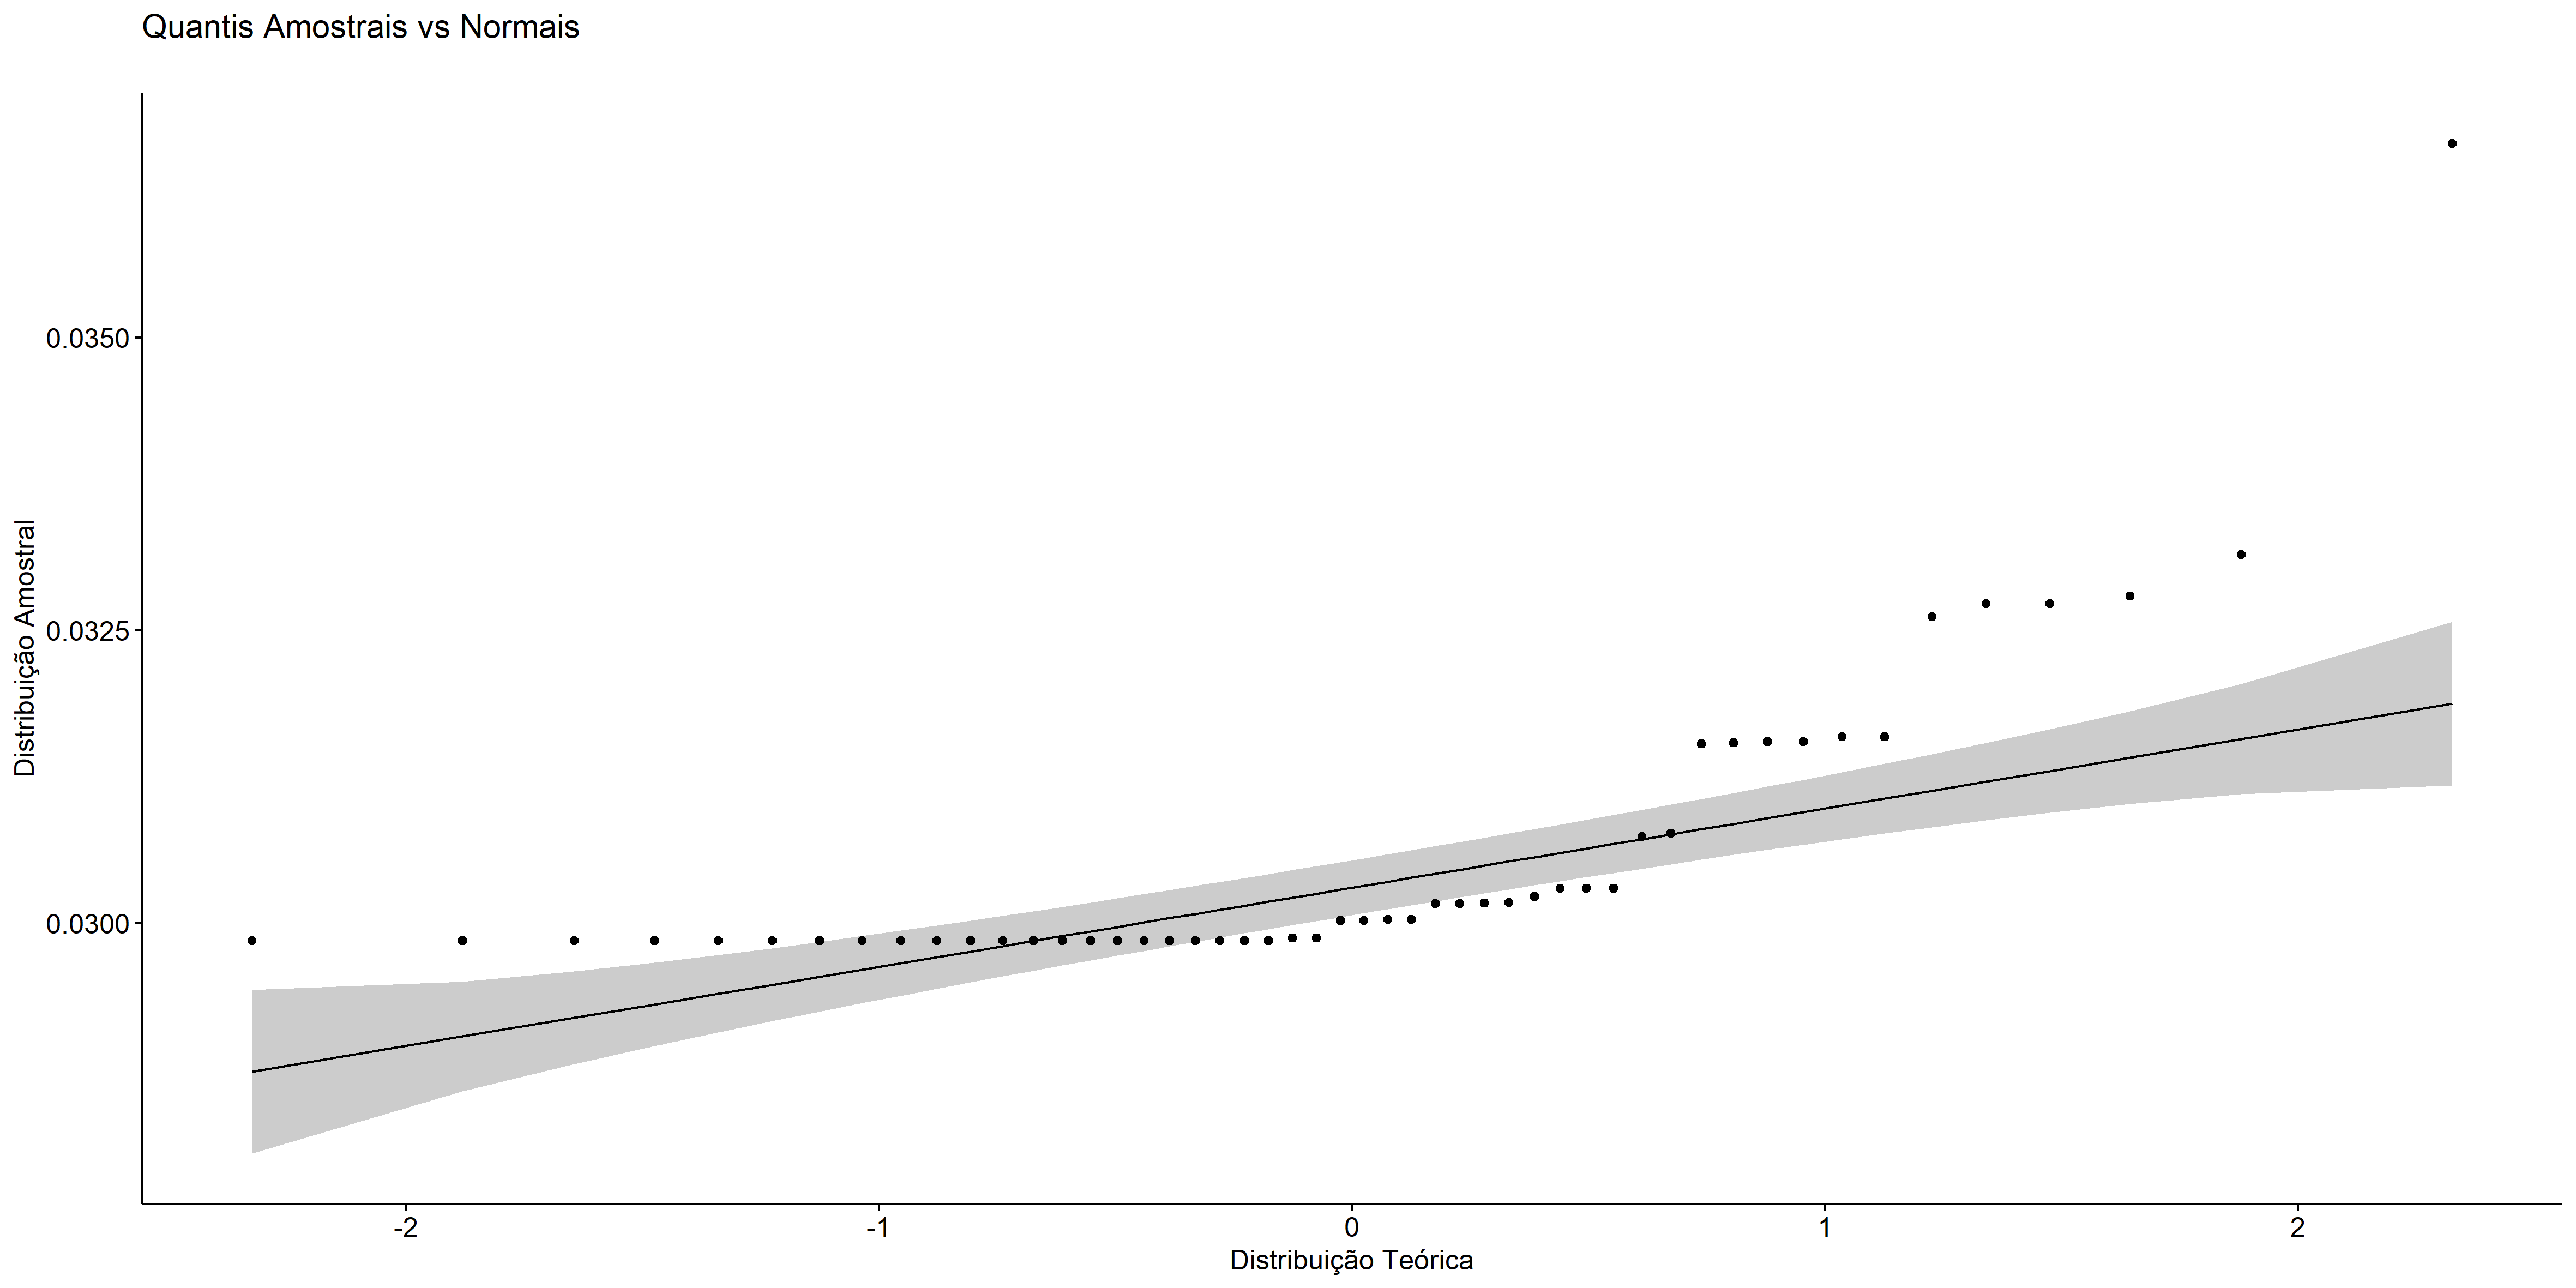 Quantis Amostrais vs Normais
Distribuição Amostral
0.0350
0.0325
0.0300
-2
-1
0
1
2
Distribuição Teórica